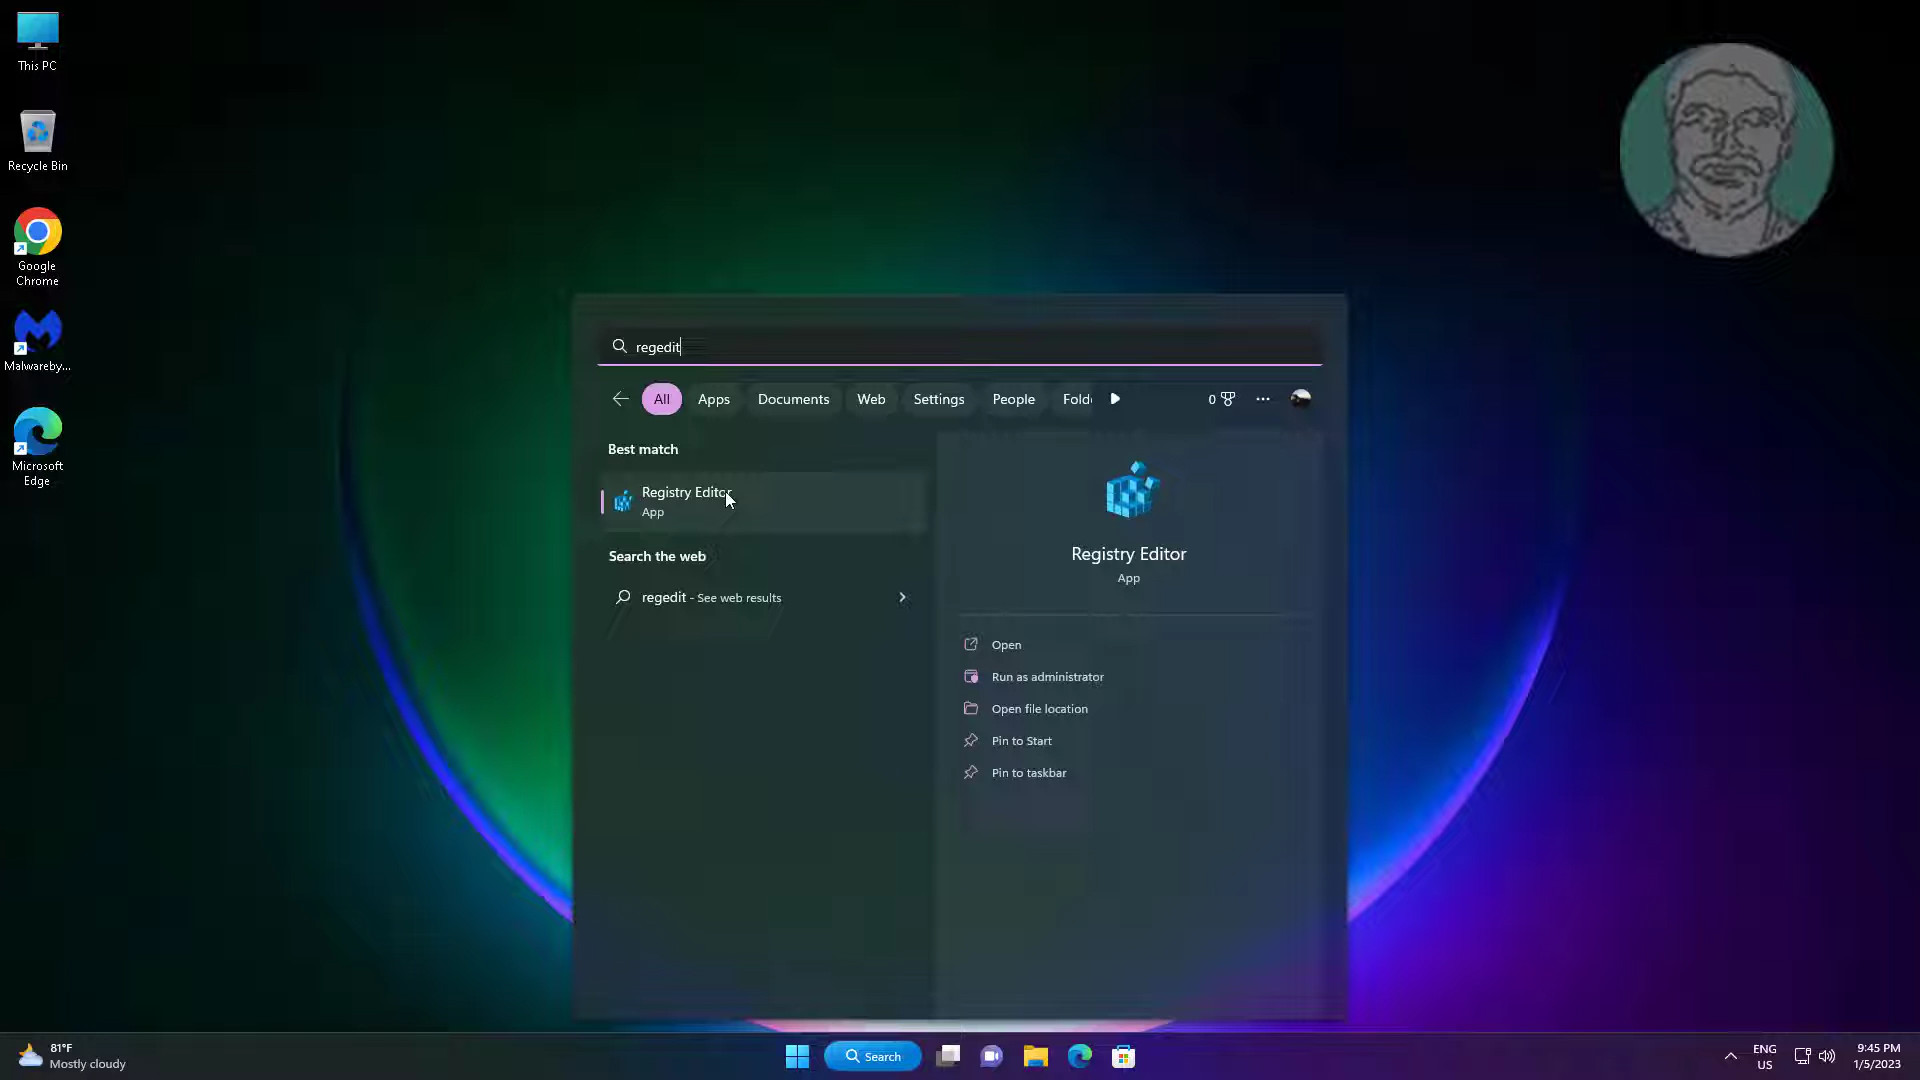 This PC
Recycle Bin
Google
Chrome
Malwareby...
Microsoft
Edge
regedit
All Apps Documents Web Settings People Fold 0
Best match
Registry Editor
App
Search the web
regedit - See web results
Registry Editor
App
Open
Run as administrator
Open file location
Pin to Start
Pin to taskbar
81°F
Mostly cloudy
Search
ENG
US
9:45 PM
1/5/2023